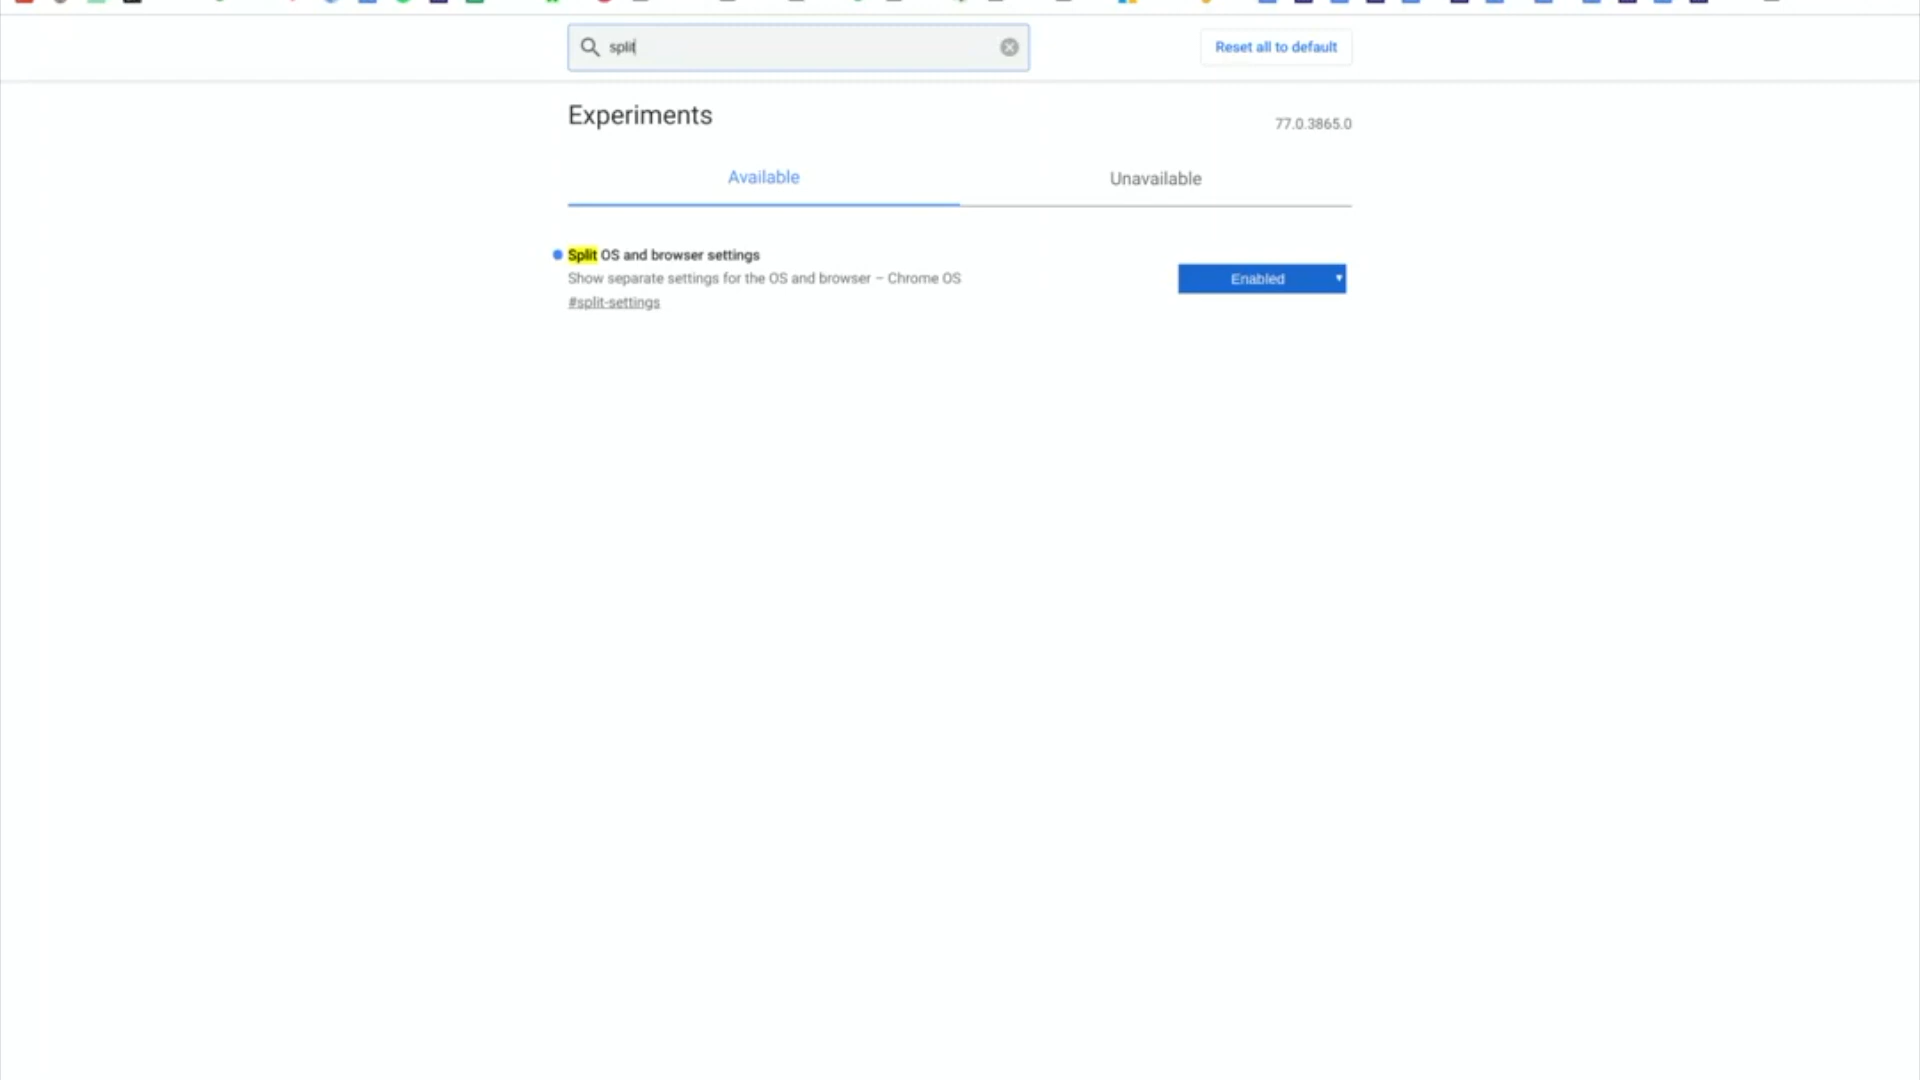 split
Reset all to default
Experiments
77.0.3865.0
Available
Unavailable
Split OS and browser settings
Show separate settings for the OS and browser – Chrome OS
#split-settings
Enabled